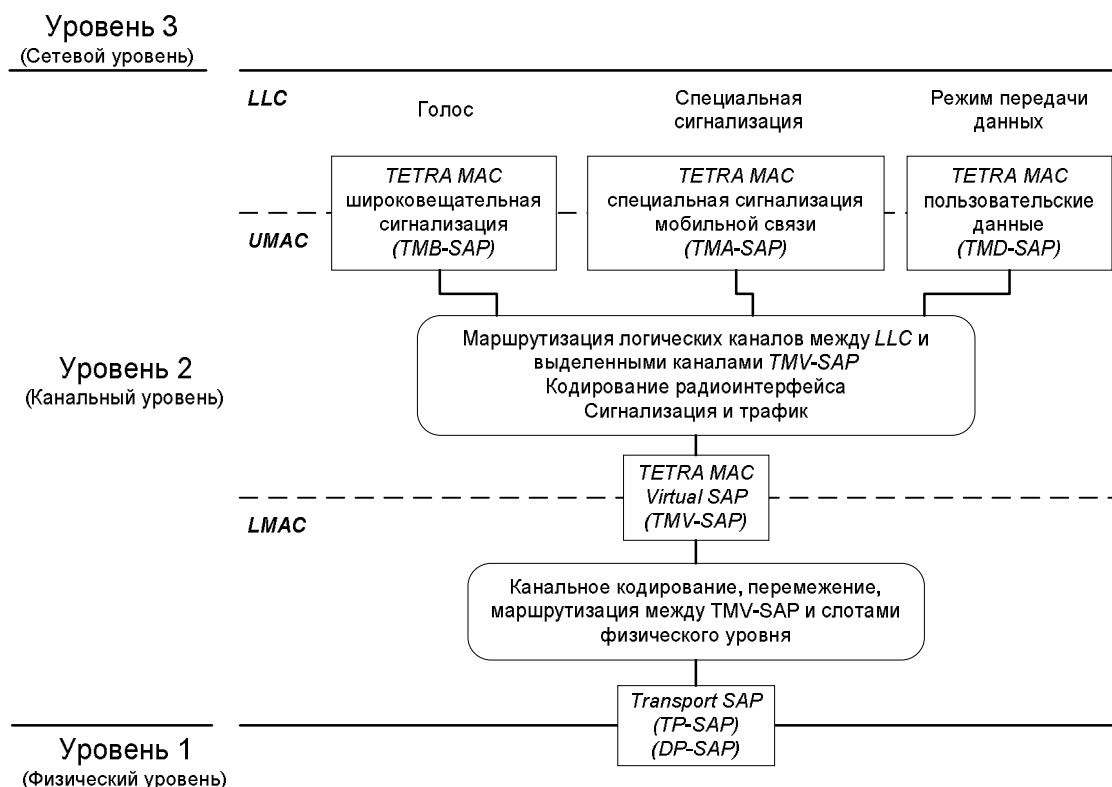 Уровень 3
(Сетевой уровень)
LLC
Голос
Специальная
сигнализация
Режим передачи
данных
TETRA MAC
широковещательная
сигнализация
(TMB-SAP)
TETRA MAC
специальная сигнализация
мобильной связи
(TMA-SAP)
TETRA MAC
пользовательские
данные
(TMD-SAP)
UMAC
Маршрутизация логических каналов между LLC и
выделенными каналами TMV-SAP
Кодирование радиоинтерфейса
Сигнализация и трафик
Уровень 2
(Канальный уровень)
TETRA MAC
Virtual SAP
(TMV-SAP)
LMAC
Канальное кодирование, перемежение,
маршрутизация между TMV-SAP и слотами
физического уровня
Transport SAP
(TP-SAP)
(DP-SAP)
Уровень 1
(Физический уровень)